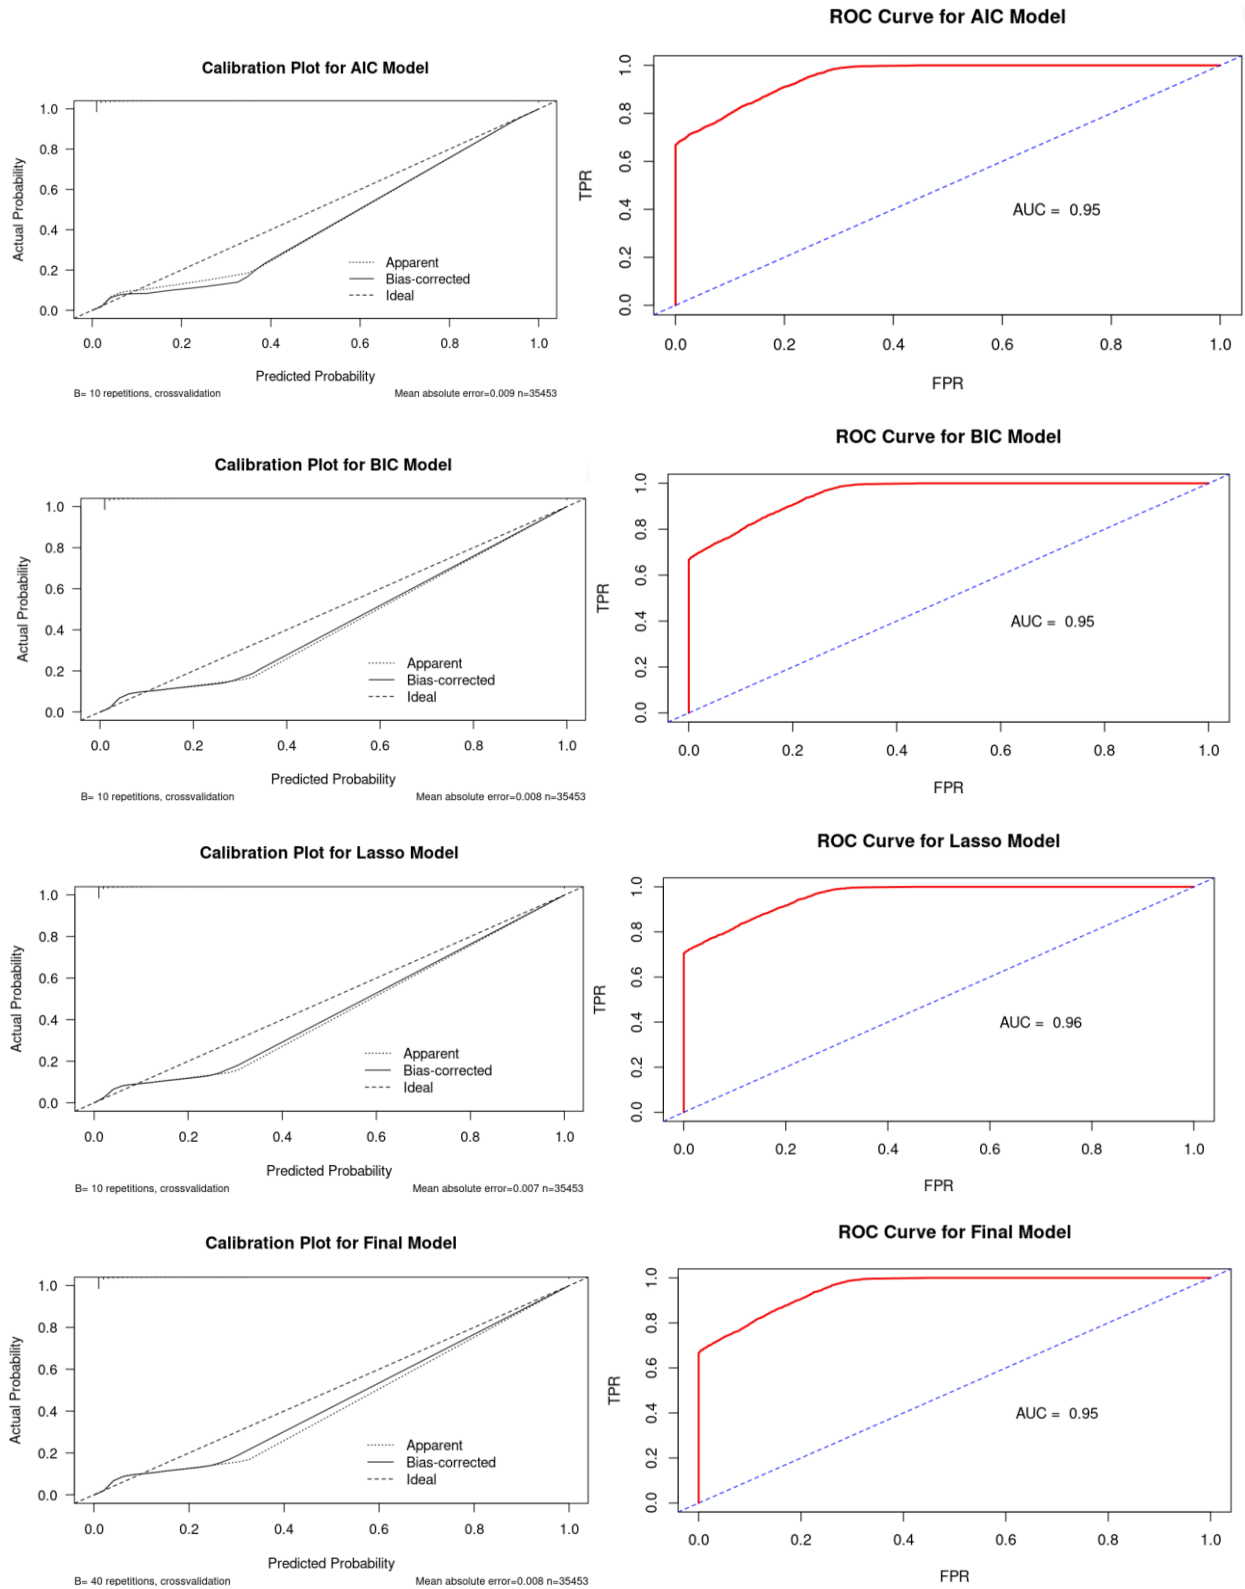 Calibration Plot for AIC Model
Actual Probability
1.0
0.8
0.6
0.4
0.2
0.0
Apparent
Bias-corrected
Ideal
0.0 0.2 0.4 0.6 0.8 1.0
Predicted Probability
B= 10 repetitions, crossvalidation
Mean absolute error=0.009 n=35453
ROC Curve for AIC Model
TPR
1.0
0.8
0.6
0.4
0.2
0.0
AUC = 0.95
0.0 0.2 0.4 0.6 0.8 1.0
FPR
Calibration Plot for BIC Model
Actual Probability
1.0
0.8
0.6
0.4
0.2
0.0
Apparent
Bias-corrected
Ideal
0.0 0.2 0.4 0.6 0.8 1.0
Predicted Probability
B= 10 repetitions, crossvalidation
Mean absolute error=0.008 n=35453
ROC Curve for BIC Model
TPR
1.0
0.8
0.6
0.4
0.2
0.0
AUC = 0.95
0.0 0.2 0.4 0.6 0.8 1.0
FPR
Calibration Plot for Lasso Model
Actual Probability
1.0
0.8
0.6
0.4
0.2
0.0
Apparent
Bias-corrected
Ideal
0.0 0.2 0.4 0.6 0.8 1.0
Predicted Probability
B= 10 repetitions, crossvalidation
Mean absolute error=0.007 n=35453
ROC Curve for Lasso Model
TPR
1.0
0.8
0.6
0.4
0.2
0.0
AUC = 0.96
0.0 0.2 0.4 0.6 0.8 1.0
FPR
Calibration Plot for Final Model
Actual Probability
1.0
0.8
0.6
0.4
0.2
0.0
Apparent
Bias-corrected
Ideal
0.0 0.2 0.4 0.6 0.8 1.0
Predicted Probability
B= 40 repetitions, crossvalidation
Mean absolute error=0.008 n=35453
ROC Curve for Final Model
TPR
1.0
0.8
0.6
0.4
0.2
0.0
AUC = 0.95
0.0 0.2 0.4 0.6 0.8 1.0
FPR